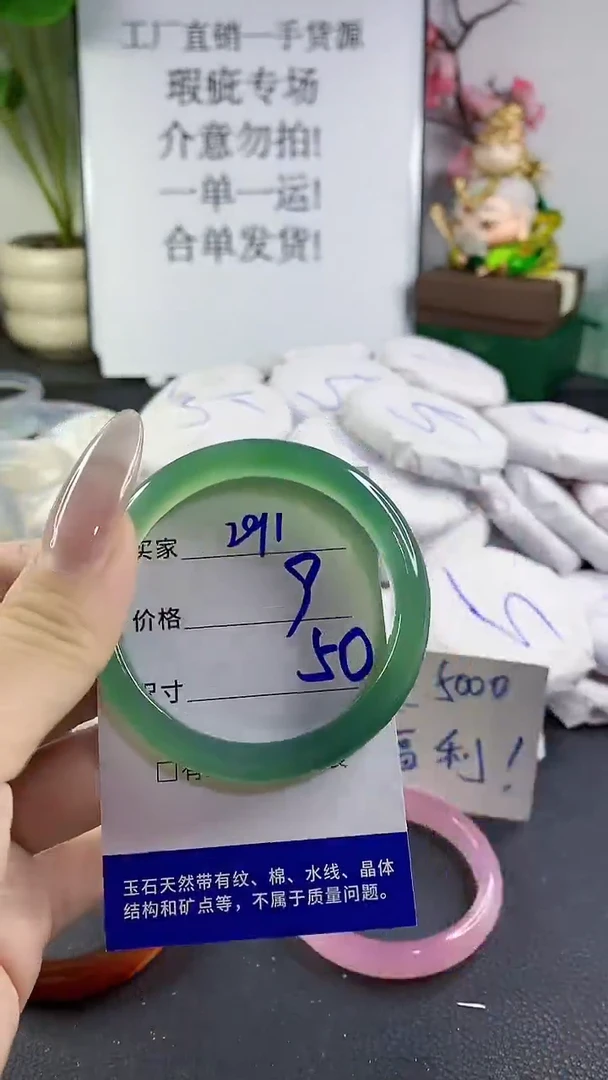 工厂直销一手货源
瑕疵专场
介意勿拍!
一单一运!
合单发货!
买家 2911
价格 9
尺寸 50
5000
福利!
玉石天然带有纹、棉、水线、晶体
结构和矿点等，不属于质量问题。